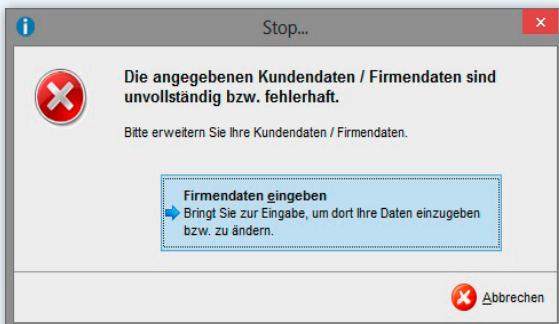 Stop...
Die angegebenen Kundendaten / Firmendaten sind
unvollständig bzw. fehlerhaft.
Bitte erweitern Sie Ihre Kundendaten / Firmendaten.
Firmendaten eingeben
Bringt Sie zur Eingabe, um dort Ihre Daten einzugeben
bzw. zu ändern.
Abbrechen